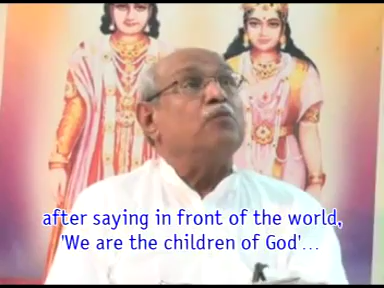 after saying in front of the world,
'We are the children of God'...